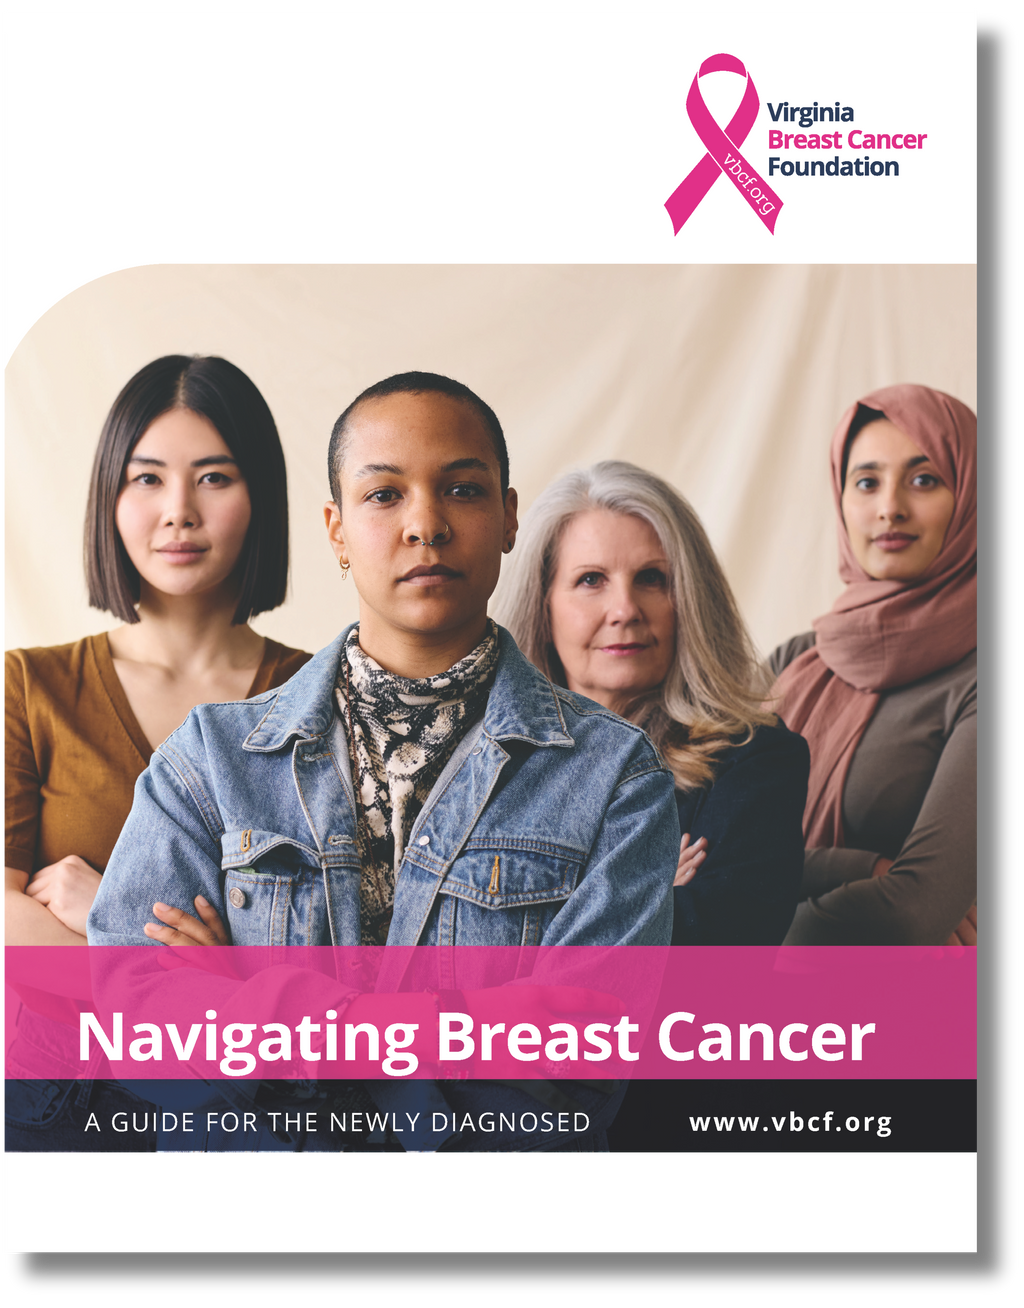 Virginia
Breast Cancer
Foundation
vbcf.org
Navigating Breast Cancer
A GUIDE FOR THE NEWLY DIAGNOSED
www.vbcf.org